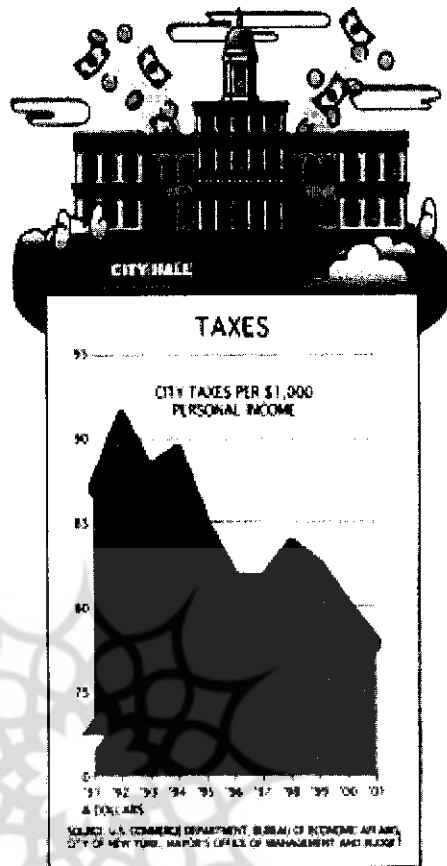 CITY HALL
TAXES
95
CITY TAXES PER $1,000
PERSONAL INCOME
90
85
80
75
0
'91 '92 '93 '94 '95 '96 '97 '98 '99 '00 '01
DOLLARS
SOURCE: U.S. COMMERCE DEPARTMENT, BUREAU OF ECONOMIC
CITY OF NEW YORK, MAYOR'S OFFICE OF MANAGEMENT AND BUDGET